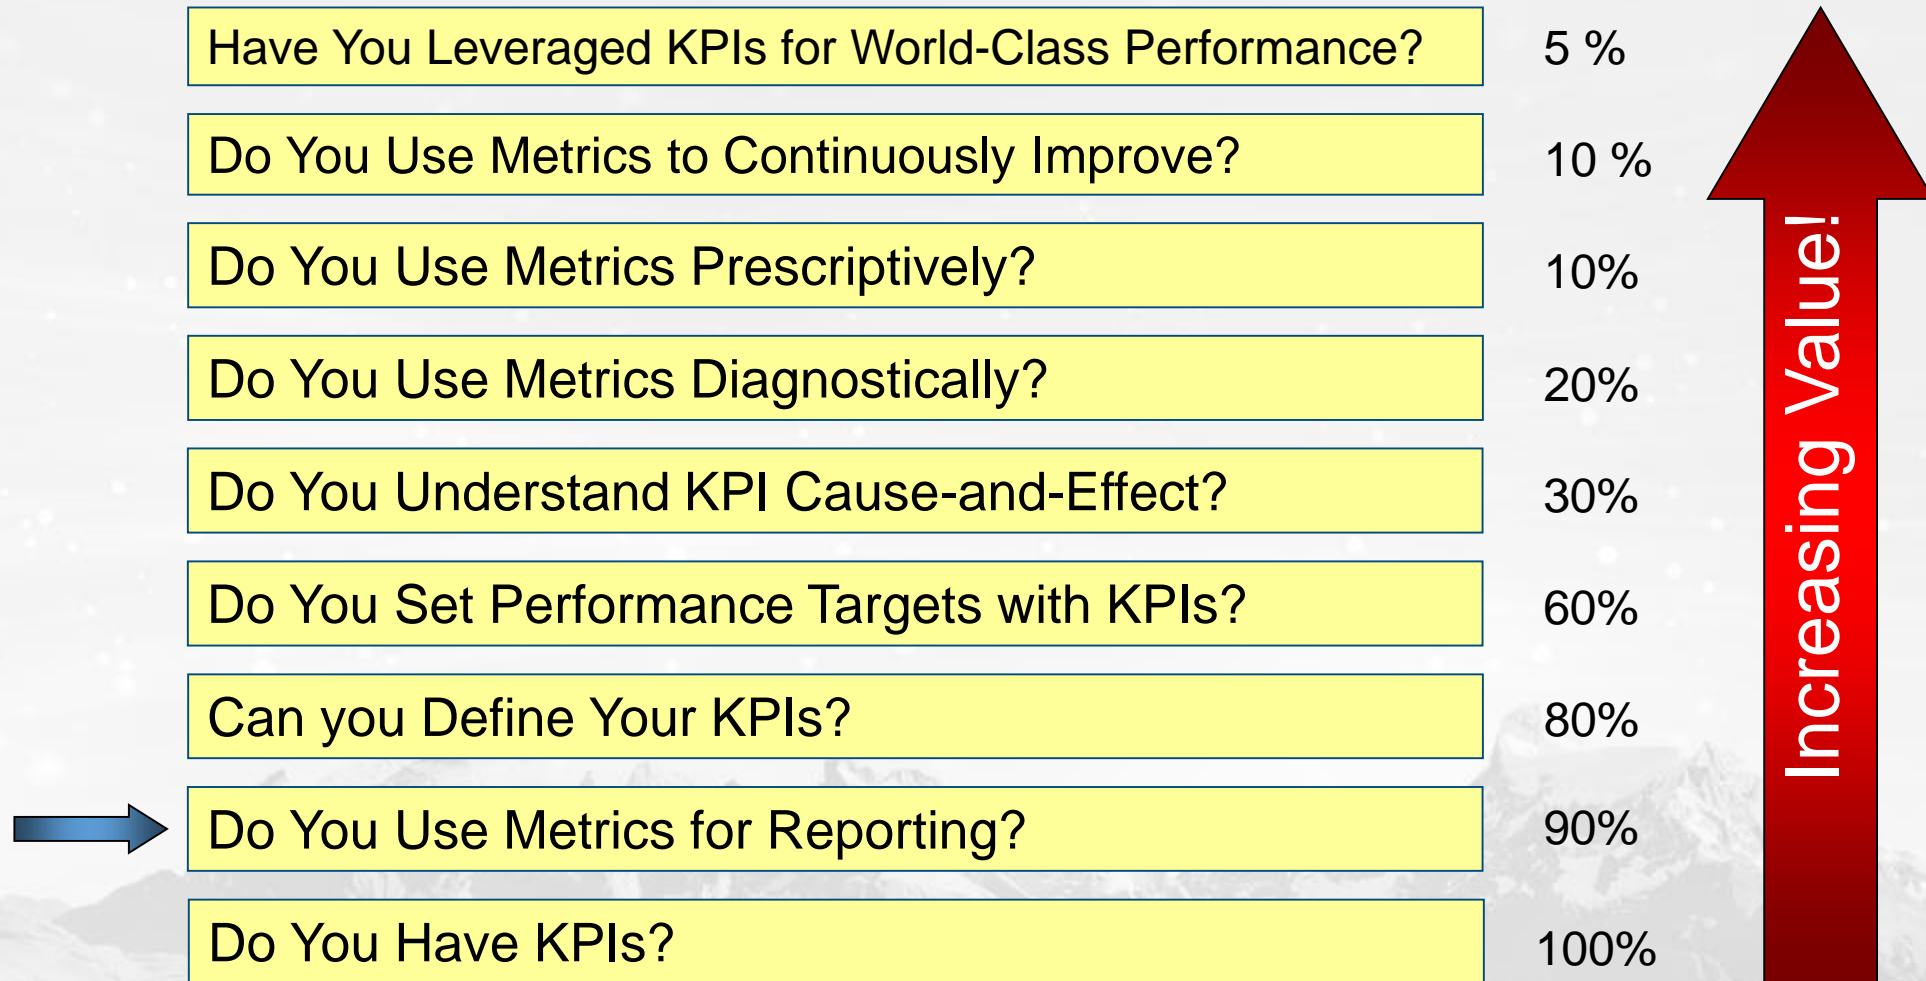 Have You Leveraged KPIs for World-Class Performance? 5 %
Do You Use Metrics to Continuously Improve? 10 %
Do You Use Metrics Prescriptively? 10%
Do You Use Metrics Diagnostically? 20%
Do You Understand KPI Cause-and-Effect? 30%
Do You Set Performance Targets with KPIs? 60%
Can you Define Your KPIs? 80%
Do You Use Metrics for Reporting? 90%
Do You Have KPIs? 100%
Increasing Value!